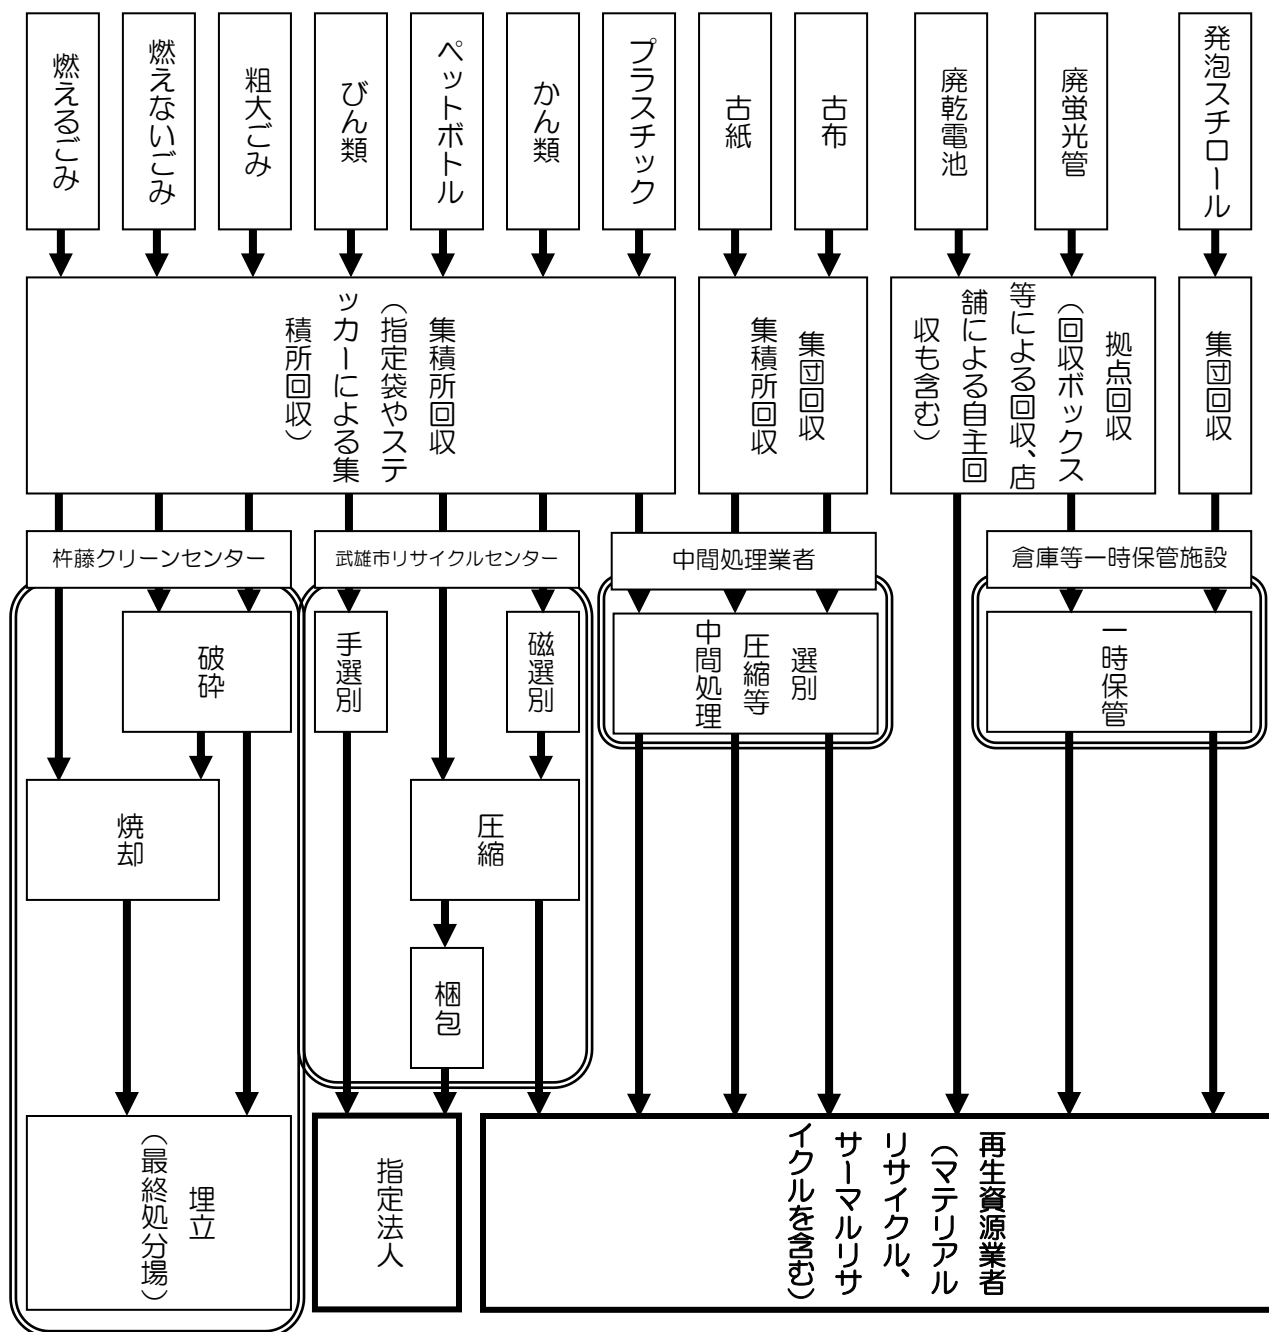 燃えるごみ
燃えないごみ
粗大ごみ
びん類
ペットボトル
かん類
プラスチック
古紙
古布
廃乾電池
廃蛍光管
発泡スチロール
集積所回収
（指定袋やステ
ッカーによる集
積所回収）
集団回収
集積所回収
拠点回収
（回収ボックス
等による回収、店
舗による自主回
収も含む）
集団回収
杵藤クリーンセンター
武雄市リサイクルセンター
中間処理業者
倉庫等一時保管施設
破砕
手選別
磁選別
選別
圧縮等
中間処理
一時保管
焼却
圧縮
梱包
埋立
（最終処分場）
指定法人
再生資源業者
（マテリアル
リサイクル、
サーマルリサ
イクルを含む）